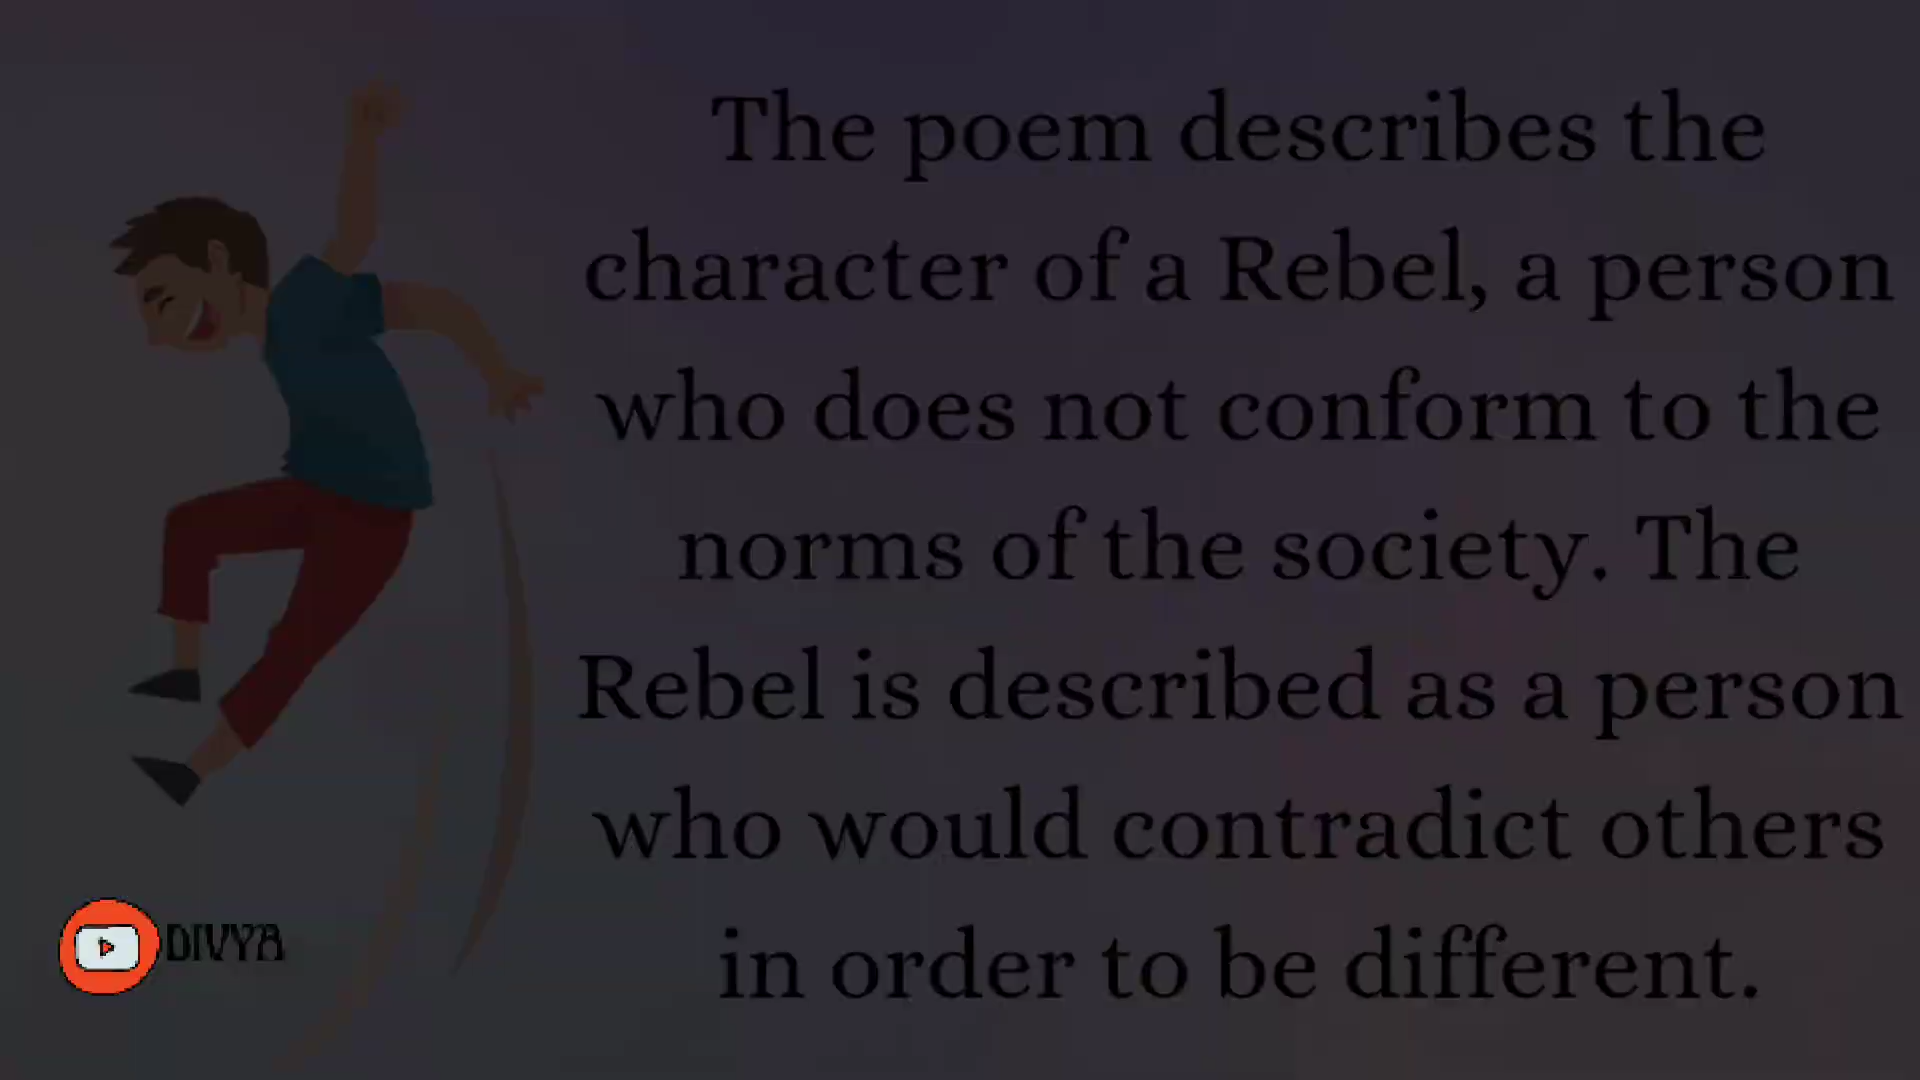 The poem describes the
character of a Rebel, a person
who does not conform to the
norms of the society. The
Rebel is described as a person
who would contradict others
in order to be different.
DIVYA